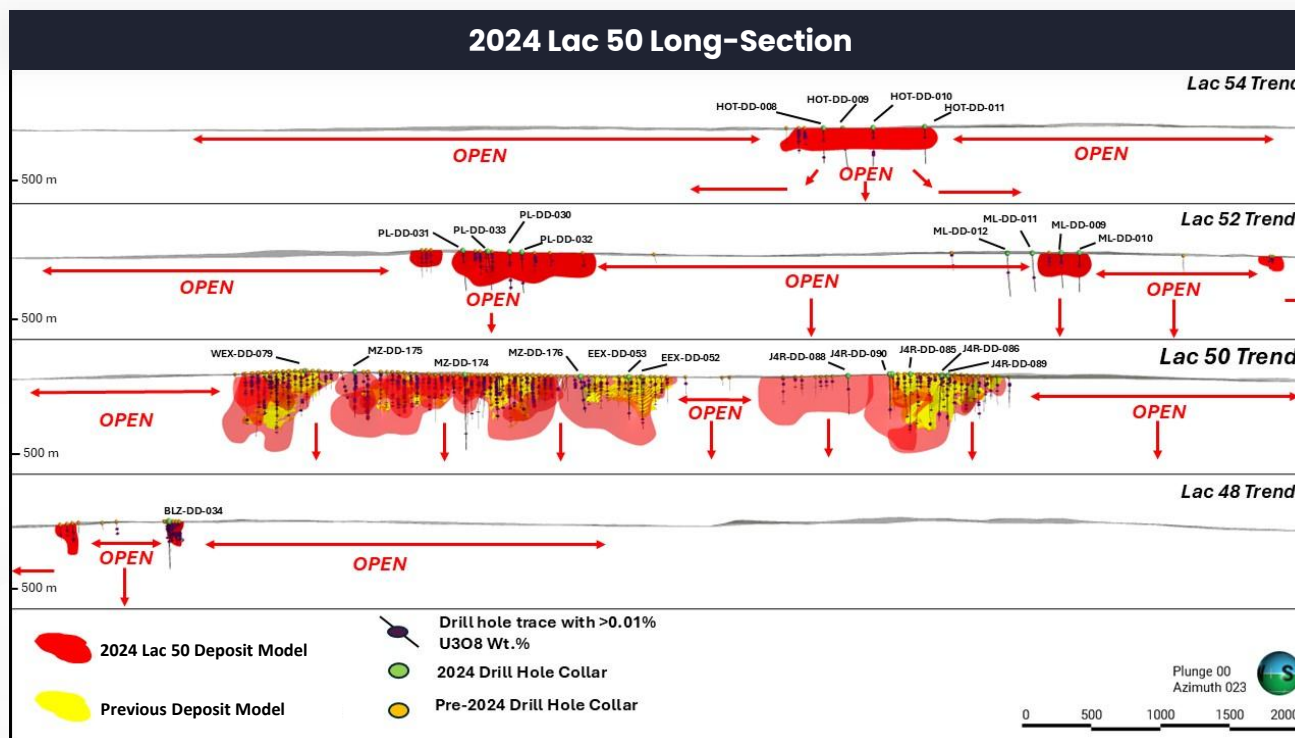 2024 Lac 50 Long-Section
Lac 54 Trend
HOT-DD-008
HOT-DD-009
HOT-DD-010
HOT-DD-011
OPEN
OPEN
OPEN
500 m
Lac 52 Trend
PL-DD-031
PL-DD-033
PL-DD-030
PL-DD-032
ML-DD-012
ML-DD-011
ML-DD-009
ML-DD-010
OPEN
OPEN
OPEN
OPEN
500 m
Lac 50 Trend
WEX-DD-079
MZ-DD-175
MZ-DD-174
MZ-DD-176
EEX-DD-053
EEX-DD-052
J4R-DD-088
J4R-DD-090
J4R-DD-085
J4R-DD-086
J4R-DD-089
OPEN
OPEN
OPEN
500 m
Lac 48 Trend
BLZ-DD-034
OPEN
OPEN
500 m
2024 Lac 50 Deposit Model
Previous Deposit Model
Drill hole trace with >0.01%
U3O8 Wt.%
2024 Drill Hole Collar
Pre-2024 Drill Hole Collar
Plunge 00
Azimuth 023
S
0 500 1000 1500 2000